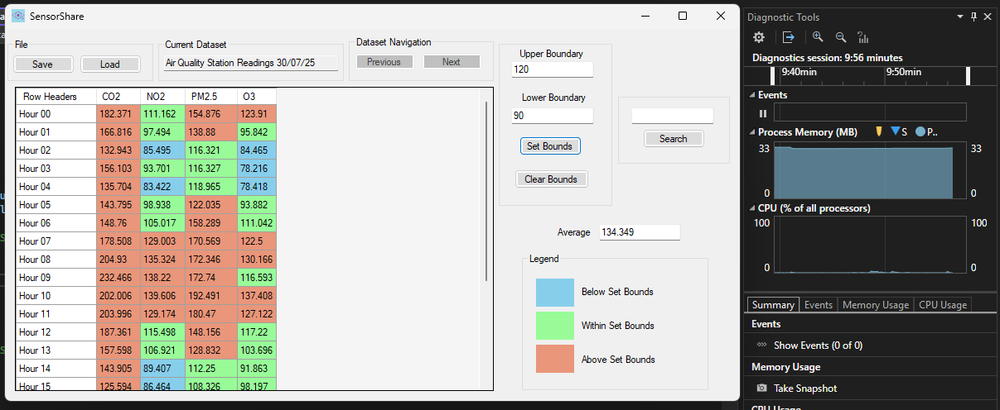 SensorShare
File
Save Load
Current Dataset
Air Quality Station Readings 30/07/25
Dataset Navigation
Previous Next
Row Headers CO2 NO2 PM2.5 O3
Hour 00 182.371 111.162 154.876 123.91
Hour 01 166.816 97.494 138.88 95.842
Hour 02 132.943 85.495 116.321 84.465
Hour 03 156.103 93.701 116.327 78.216
Hour 04 135.704 83.422 118.965 78.418
Hour 05 143.795 98.938 122.035 93.882
Hour 06 148.76 105.017 158.289 111.042
Hour 07 178.508 129.003 170.569 122.5
Hour 08 204.93 135.324 172.346 130.166
Hour 09 232.466 138.22 172.74 116.593
Hour 10 202.006 139.606 192.491 137.408
Hour 11 203.996 129.174 180.47 127.122
Hour 12 187.361 115.498 148.156 117.22
Hour 13 157.598 106.921 128.832 103.696
Hour 14 143.905 89.407 112.25 91.863
Hour 15 125.594 86.464 108.326 98.197
Upper Boundary
120
Lower Boundary
90
Set Bounds
Clear Bounds
Search
Average 134.349
Legend
Below Set Bounds
Within Set Bounds
Above Set Bounds
Diagnostic Tools
Diagnostics session: 9:56 minutes
9:40min 9:50min
Events
Process Memory (MB) S P..
33 33
0 0
CPU (% of all processors)
100 100
0 0
Summary Events Memory Usage CPU Usage
Events
Show Events (0 of 0)
Memory Usage
Take Snapshot